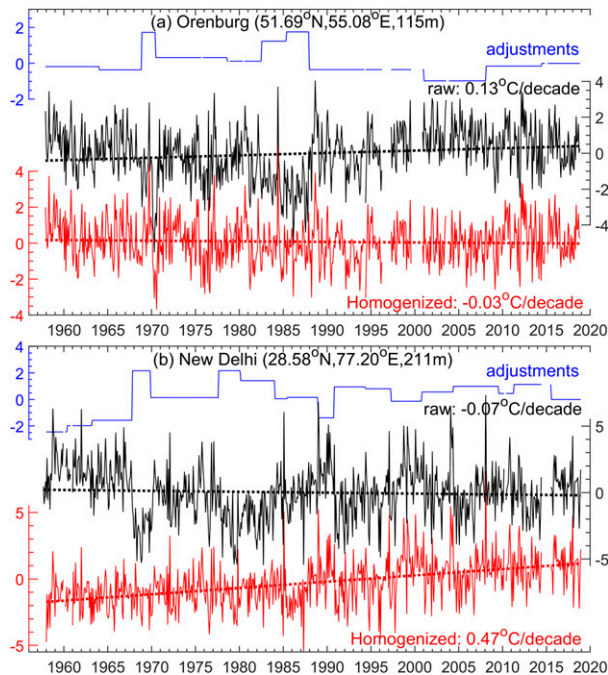 (a) Orenburg (51.69°N,55.08°E,115m)
2
0
-2
adjustments
raw: 0.13°C/decade
4
2
0
-2
-4
4
2
0
-2
-4
Homogenized: -0.03°C/decade
1960 1965 1970 1975 1980 1985 1990 1995 2000 2005 2010 2015 2020
(b) New Delhi (28.58°N,77.20°E,211m)
2
0
-2
adjustments
raw: -0.07°C/decade
5
0
-5
5
0
-5
Homogenized: 0.47°C/decade
1960 1965 1970 1975 1980 1985 1990 1995 2000 2005 2010 2015 2020